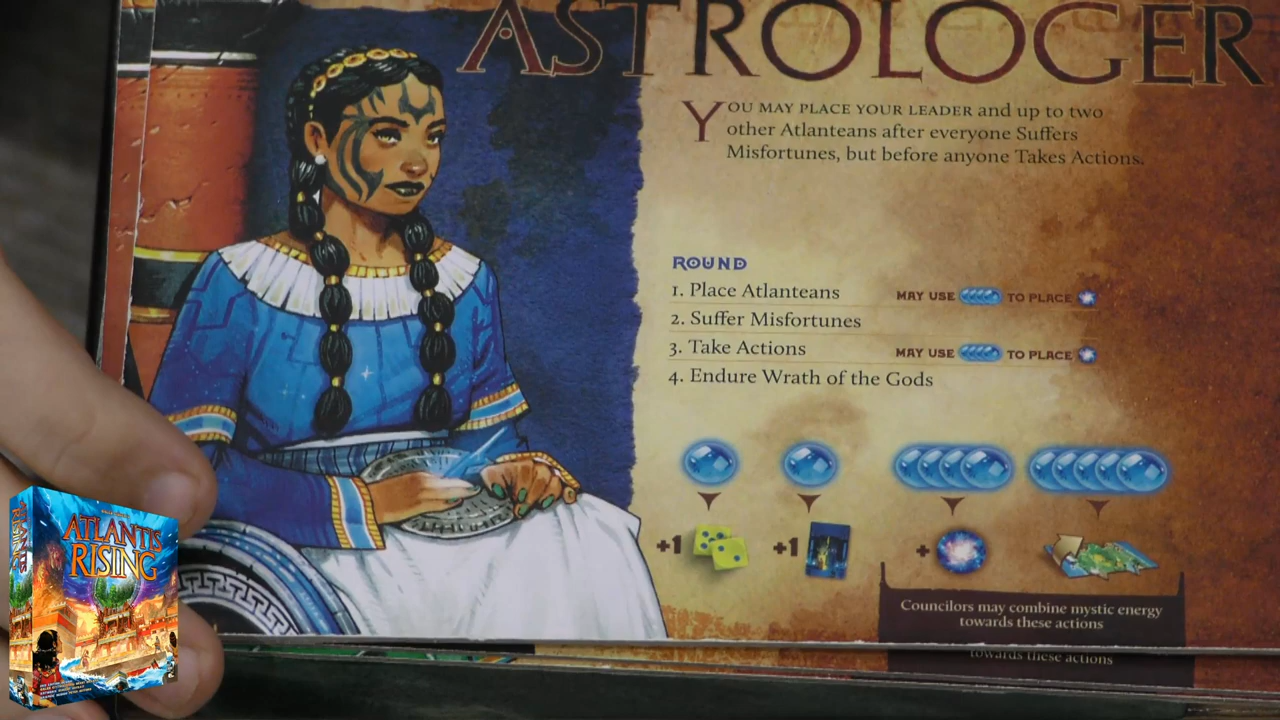 ASTROLOGER
YOU MAY PLACE YOUR LEADER and up to two
other Atlanteans after everyone Suffers
Misfortunes, but before anyone Takes Actions.
ROUND
1. Place Atlanteans MAY USE TO PLACE
2. Suffer Misfortunes
3. Take Actions MAY USE TO PLACE
4. Endure Wrath of the Gods
+1 +1 +
Councilors may combine mystic energy
towards these actions
towards these actions
ATLANTIS
RISING
ATLANTIS
RISING